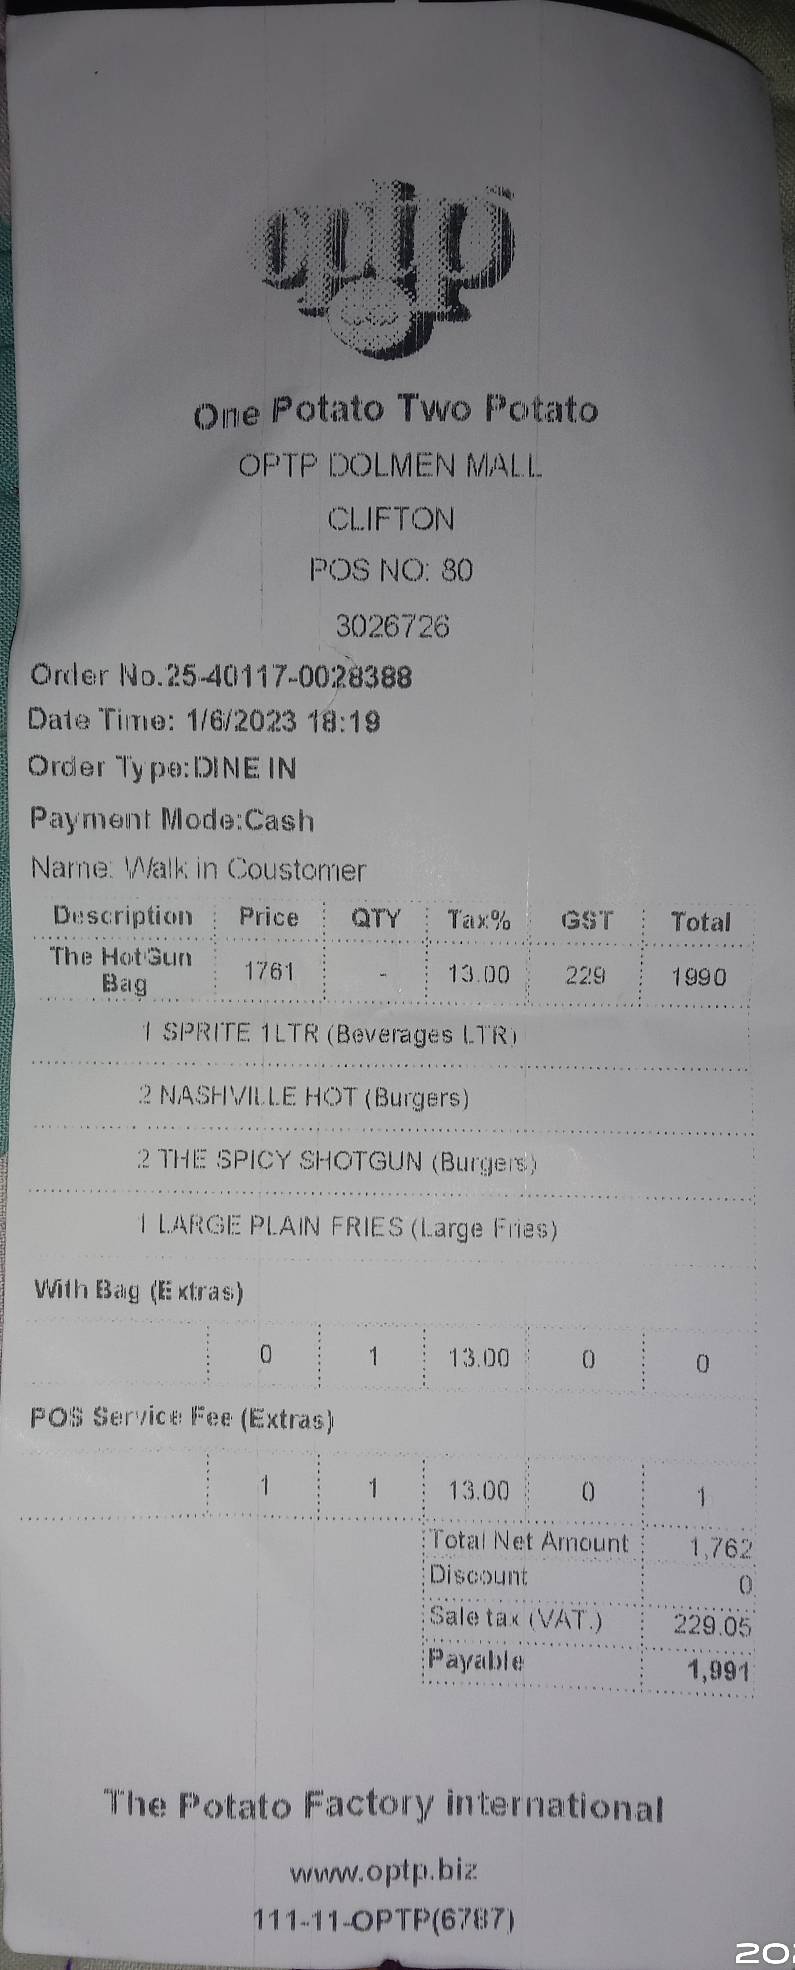 optp
One Potato Two Potato
OPTP DOLMEN MALL
CLIFTON
POS NO: 80
3026726
Order No.25-40117-0028388
Date Time: 1/6/2023 18:19
Order Type:DINE IN
Payment Mode:Cash
Name: Walk in Coustomer
Description Price QTY Tax% GST Total
The HotGun Bag 1761 - 13.00 229 1990
1 SPRITE 1LTR (Beverages LTR)
2 NASHVILLE HOT (Burgers)
2 THE SPICY SHOTGUN (Burgers)
1 LARGE PLAIN FRIES (Large Fries)
With Bag (Extras)
0 1 13.00 0 0
POS Service Fee (Extras)
1 1 13.00 0 1
Total Net Amount 1,762
Discount 0
Sale tax (VAT.) 229.05
Payable 1,991
The Potato Factory international
www.optp.biz
111-11-OPTP(6787)